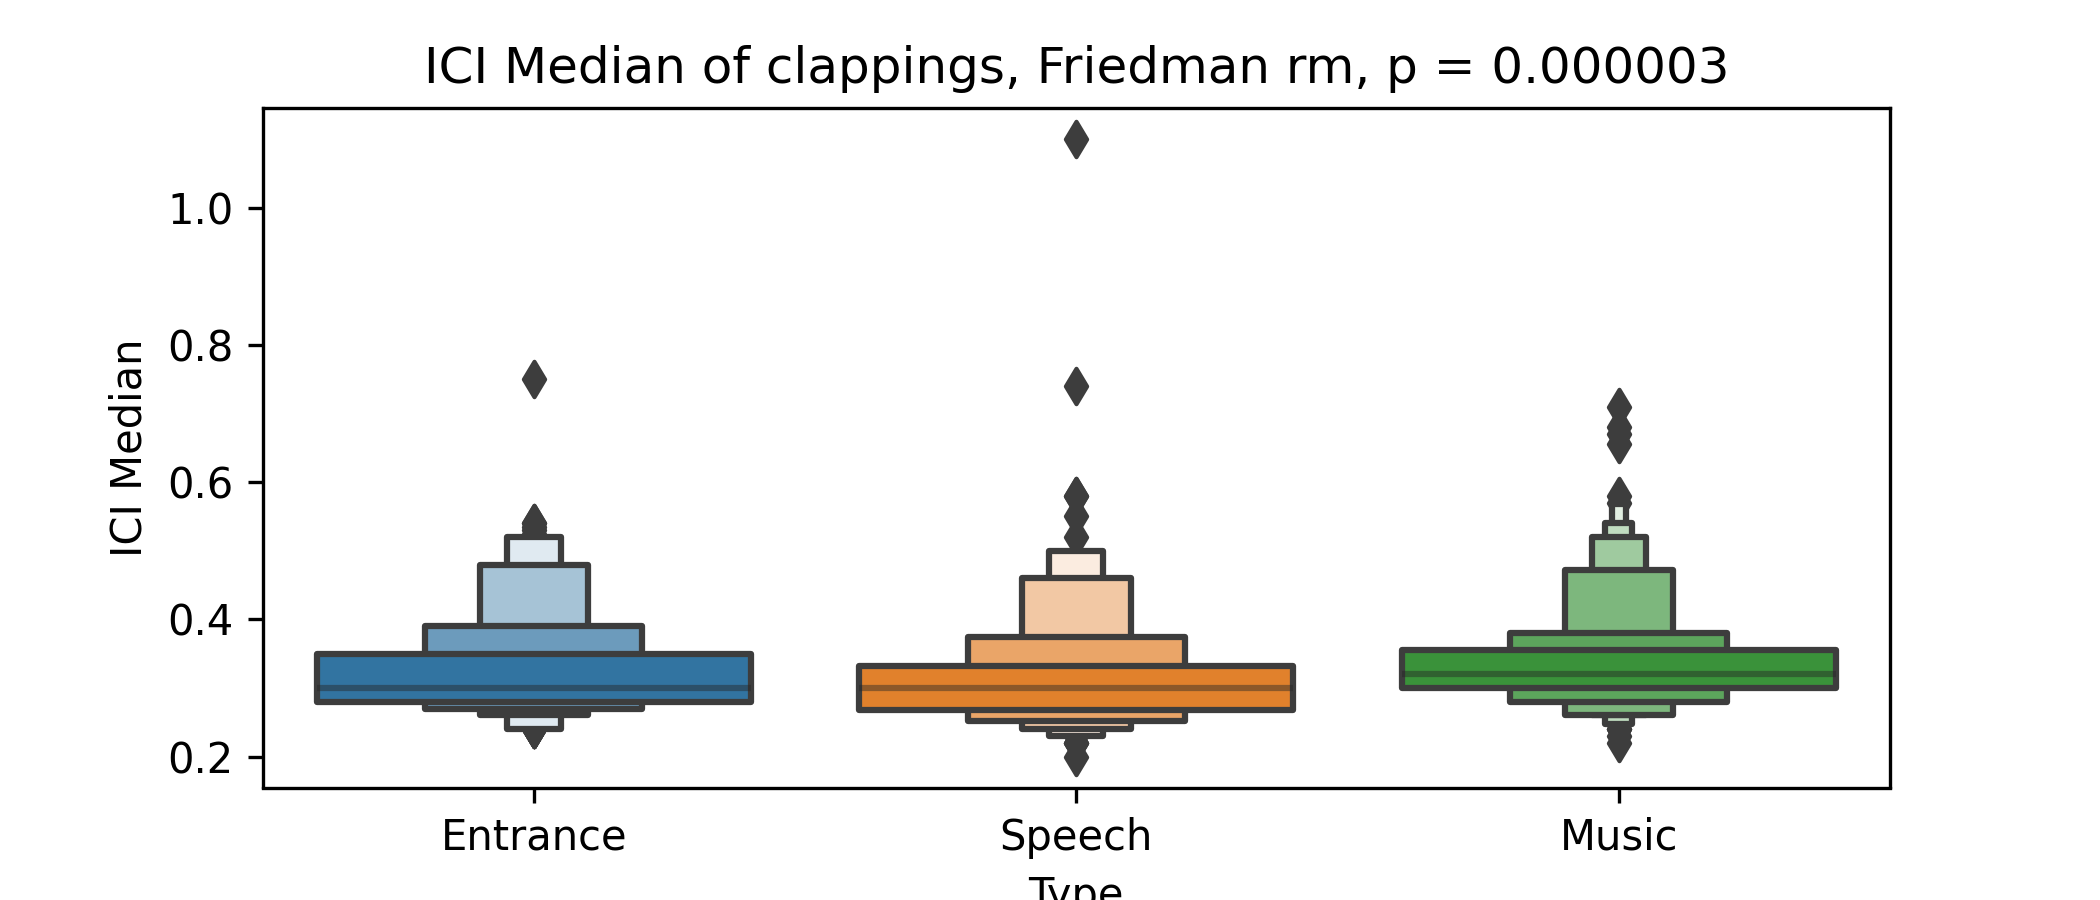 ICI Median of clappings, Friedman rm, p = 0.000003
1.0
0.8
0.6
0.4
0.2
ICI Median
Entrance Speech Music
Type